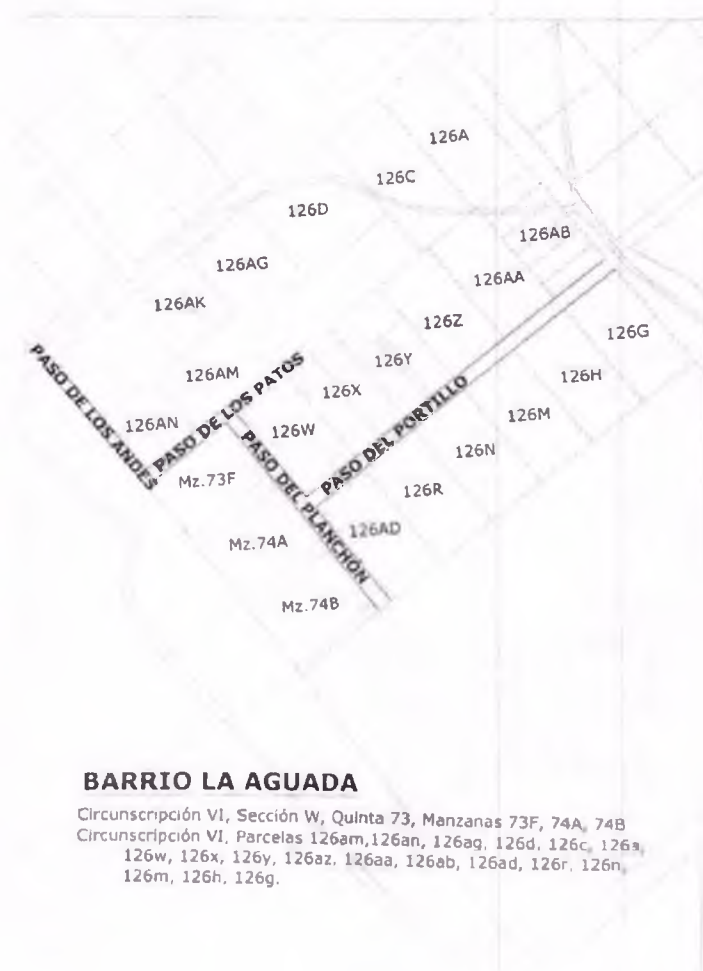 126A
126C
126D
126AB
126AG
126AA
126AK
126Z
126G
126Y
126AM
126H
126X
PASO DE LOS ANDES
PASO DE LOS PATOS
PASO DEL PORTILLO
126M
126AN
126W
126N
Mz.73F
PASO DEL PLANCHÓN
126R
126AD
Mz.74A
Mz.74B
BARRIO LA AGUADA
Circunscripción VI, Sección W, Quinta 73, Manzanas 73F, 74A, 74B
Circunscripción VI, Parcelas 126am,126an, 126ag, 126d, 126c, 126a,
126w, 126x, 126y, 126az, 126aa, 126ab, 126ad, 126r, 126n,
126m, 126h, 126g.